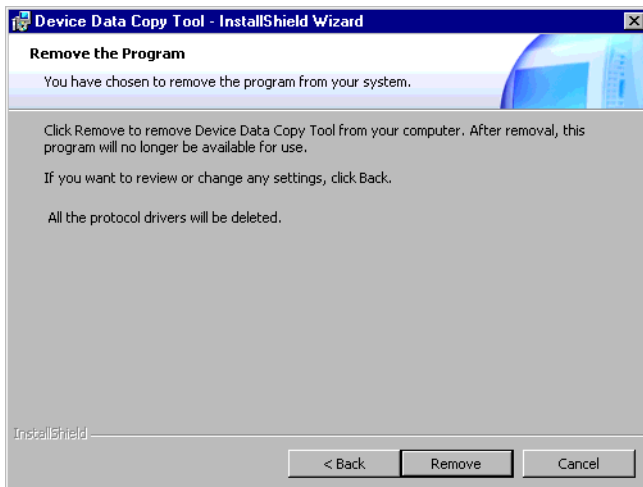 Device Data Copy Tool - InstallShield Wizard
Remove the Program
You have chosen to remove the program from your system.
Click Remove to remove Device Data Copy Tool from your computer. After removal, this
program will no longer be available for use.
If you want to review or change any settings, click Back.
All the protocol drivers will be deleted.
InstallShield
< Back Remove Cancel